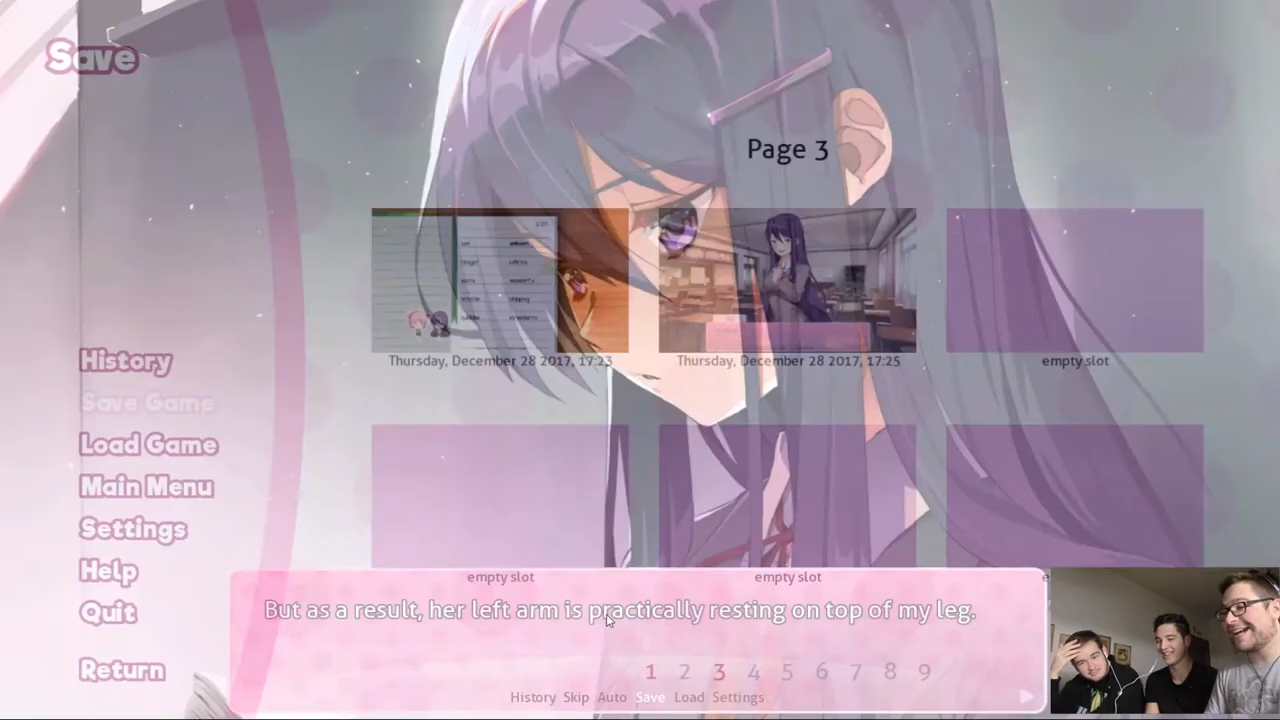 Save
Page 3
Thursday, December 28 2017, 17:23
Thursday, December 28 2017, 17:25
empty slot
History
Save Game
Load Game
Main Menu
Settings
Help
Quit
Return
empty slot
empty slot
But as a result, her left arm is practically resting on top of my leg.
1 2 3 4 5 6 7 8 9
History Skip Auto Save Load Settings